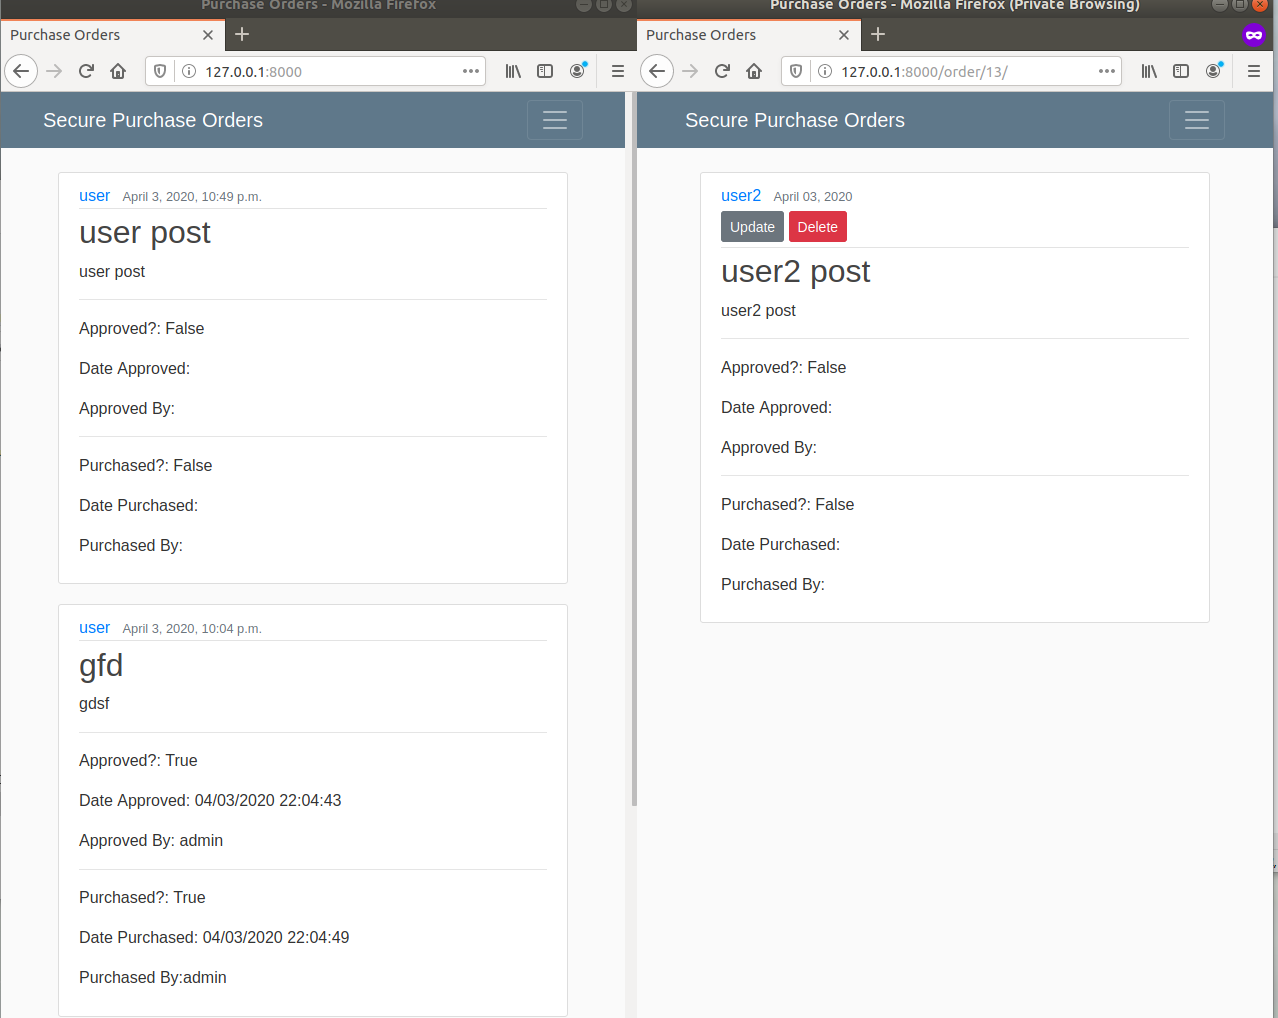 Purchase Orders - Mozilla Firefox
Purchase Orders
127.0.0.1:8000
Secure Purchase Orders
user April 3, 2020, 10:49 p.m.
user post
user post
Approved?: False
Date Approved:
Approved By:
Purchased?: False
Date Purchased:
Purchased By:
user April 3, 2020, 10:04 p.m.
gfd
gdsf
Approved?: True
Date Approved: 04/03/2020 22:04:43
Approved By: admin
Purchased?: True
Date Purchased: 04/03/2020 22:04:49
Purchased By:admin
Purchase Orders - Mozilla Firefox (Private Browsing)
Purchase Orders
127.0.0.1:8000/order/13/
Secure Purchase Orders
user2 April 03, 2020
Update Delete
user2 post
user2 post
Approved?: False
Date Approved:
Approved By:
Purchased?: False
Date Purchased:
Purchased By: